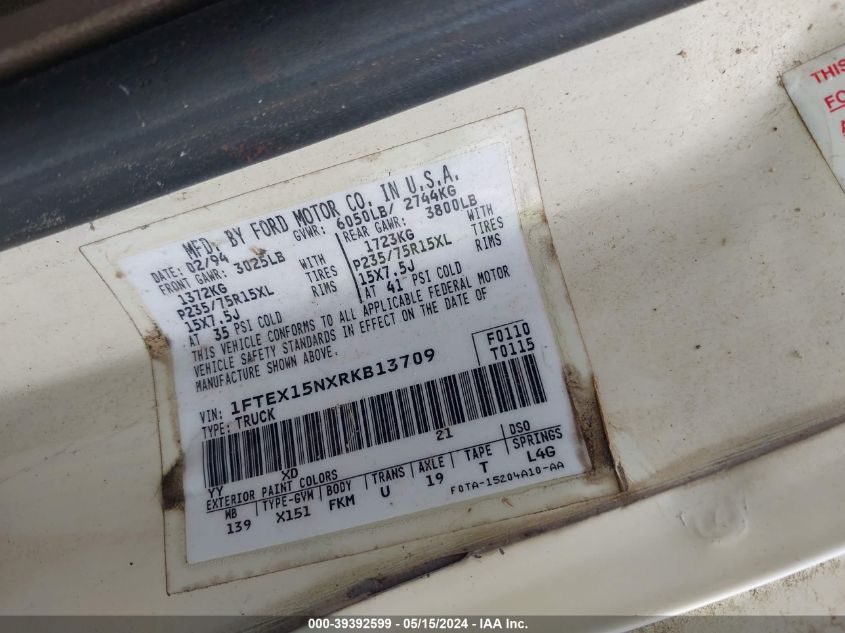 MFD. BY FORD MOTOR CO. IN U.S.A.
DATE: 02/94 GVWR: 6050LB/ 2744KG
FRONT GAWR: 3025LB REAR GAWR: 3800LB
1372KG WITH 1723KG WITH
P235/75R15XL TIRES P235/75R15XL TIRES
15X7.5J RIMS 15X7.5J RIMS
AT 35 PSI COLD AT 41 PSI COLD
THIS VEHICLE CONFORMS TO ALL APPLICABLE FEDERAL MOTOR
VEHICLE SAFETY STANDARDS IN EFFECT ON THE DATE OF
MANUFACTURE SHOWN ABOVE.
F0110
VIN: 1FTEX15NXRKB13709 T0115
TYPE: TRUCK
21
YY XD
EXTERIOR PAINT COLORS DSO
WB TYPE-GVW BODY TRANS AXLE TAPE SPRINGS
139 X151 FKM U 19 T L4G
F0TA-15204A10-AA
THIS
FO
A
000-39392599 — 05/15/2024 — IAA Inc.